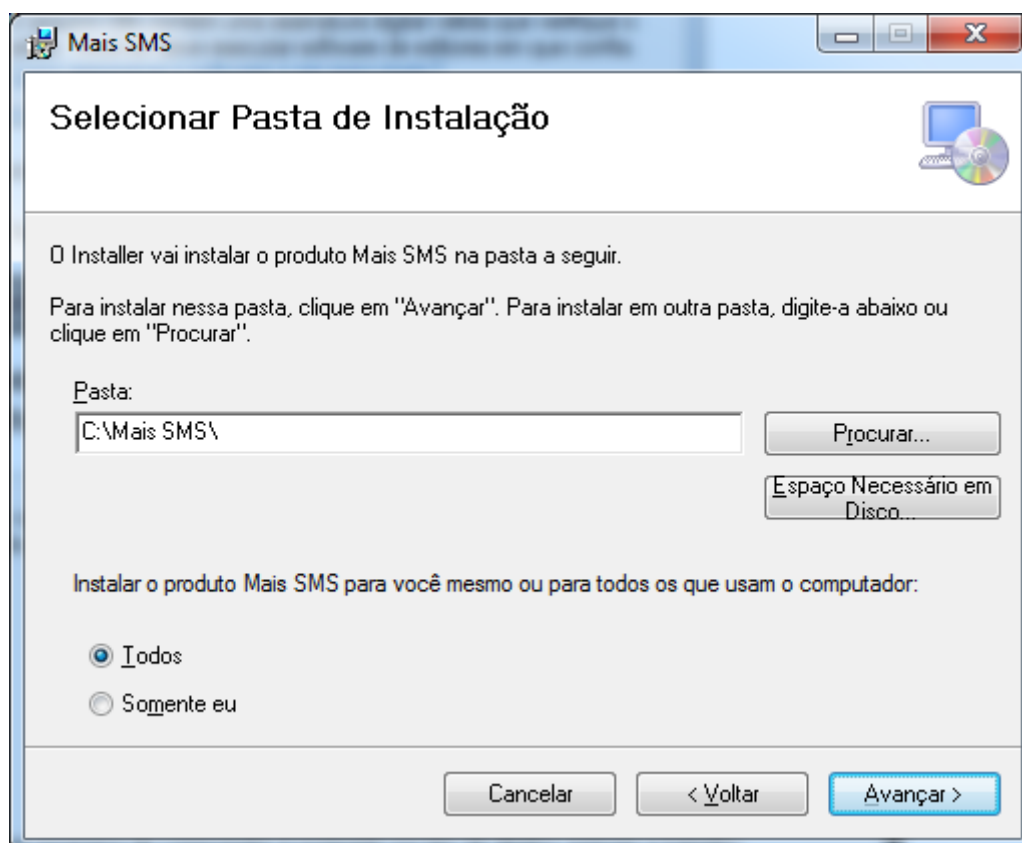 Mais SMS
Selecionar Pasta de Instalação
O Installer vai instalar o produto Mais SMS na pasta a seguir.
Para instalar nessa pasta, clique em "Avançar". Para instalar em outra pasta, digite-a abaixo ou
clique em "Procurar".
Pasta:
C:\Mais SMS\
Procurar...
Espaço Necessário em
Disco...
Instalar o produto Mais SMS para você mesmo ou para todos os que usam o computador:
Todos
Somente eu
Cancelar
< Voltar
Avançar >